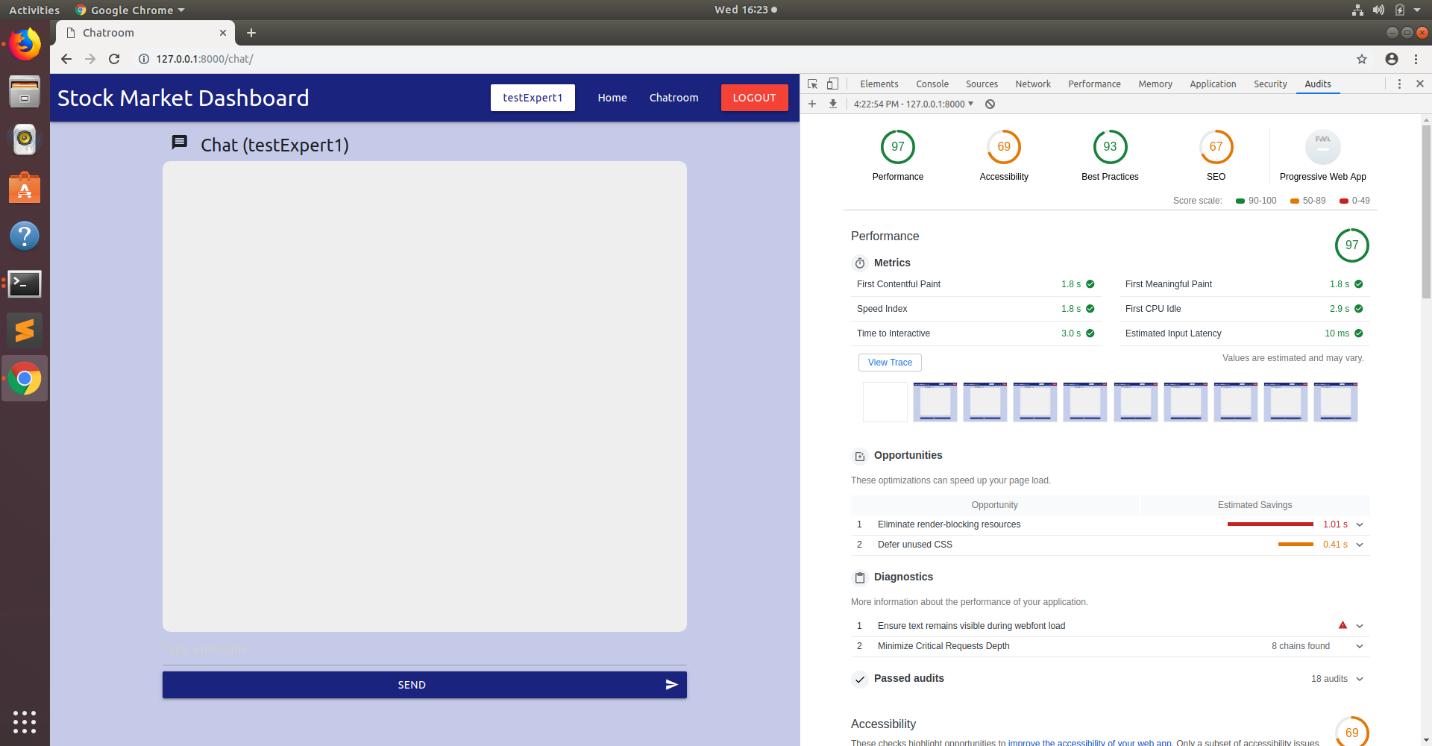 Activities Google Chrome Wed 16:23
Chatroom
127.0.0.1:8000/chat/
Stock Market Dashboard testExpert1 Home Chatroom LOGOUT
Chat (testExpert1)
SEND
Elements Console Sources Network Performance Memory Application Security Audits
4:22:54 PM - 127.0.0.1:8000
97 69 93 67 PWA
Performance Accessibility Best Practices SEO Progressive Web App
Score scale: 90-100 50-89 0-49
Performance 97
Metrics
First Contentful Paint 1.8 s First Meaningful Paint 1.8 s
Speed Index 1.8 s First CPU Idle 2.9 s
Time to Interactive 3.0 s Estimated Input Latency 10 ms
View Trace Values are estimated and may vary.
Opportunities
These optimizations can speed up your page load.
Opportunity Estimated Savings
1 Eliminate render-blocking resources 1.01 s
2 Defer unused CSS 0.41 s
Diagnostics
More information about the performance of your application.
1 Ensure text remains visible during webfont load
2 Minimize Critical Requests Depth 8 chains found
Passed audits 18 audits
Accessibility 69
These checks highlight opportunities to improve the accessibility of your web app. Only a subset of accessibility issues